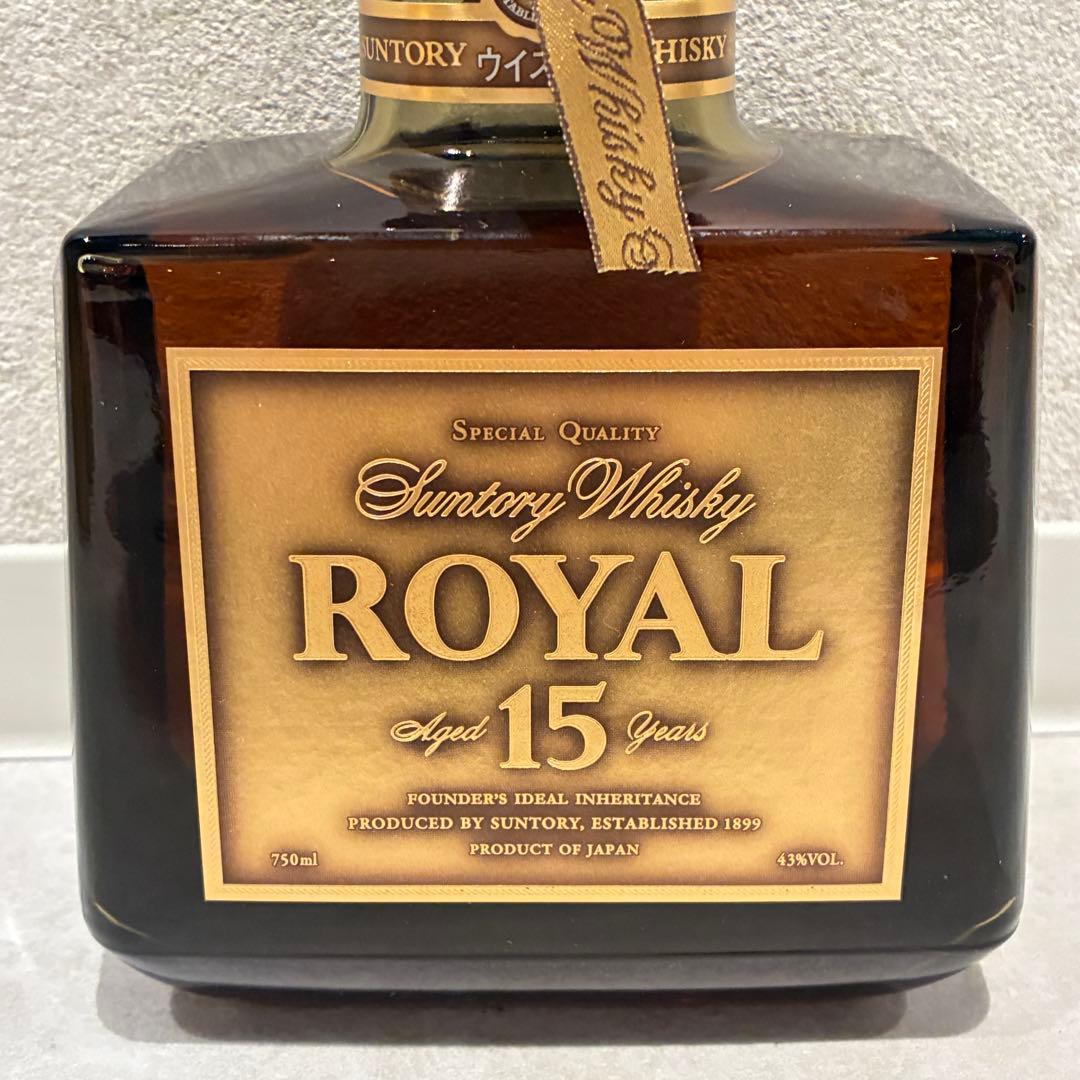 SUNTORY ウイス HISKY
Whisky
SPECIAL QUALITY
Suntory Whisky
ROYAL
Aged 15 Years
FOUNDER'S IDEAL INHERITANCE
PRODUCED BY SUNTORY, ESTABLISHED 1899
PRODUCT OF JAPAN
750ml 43%VOL.